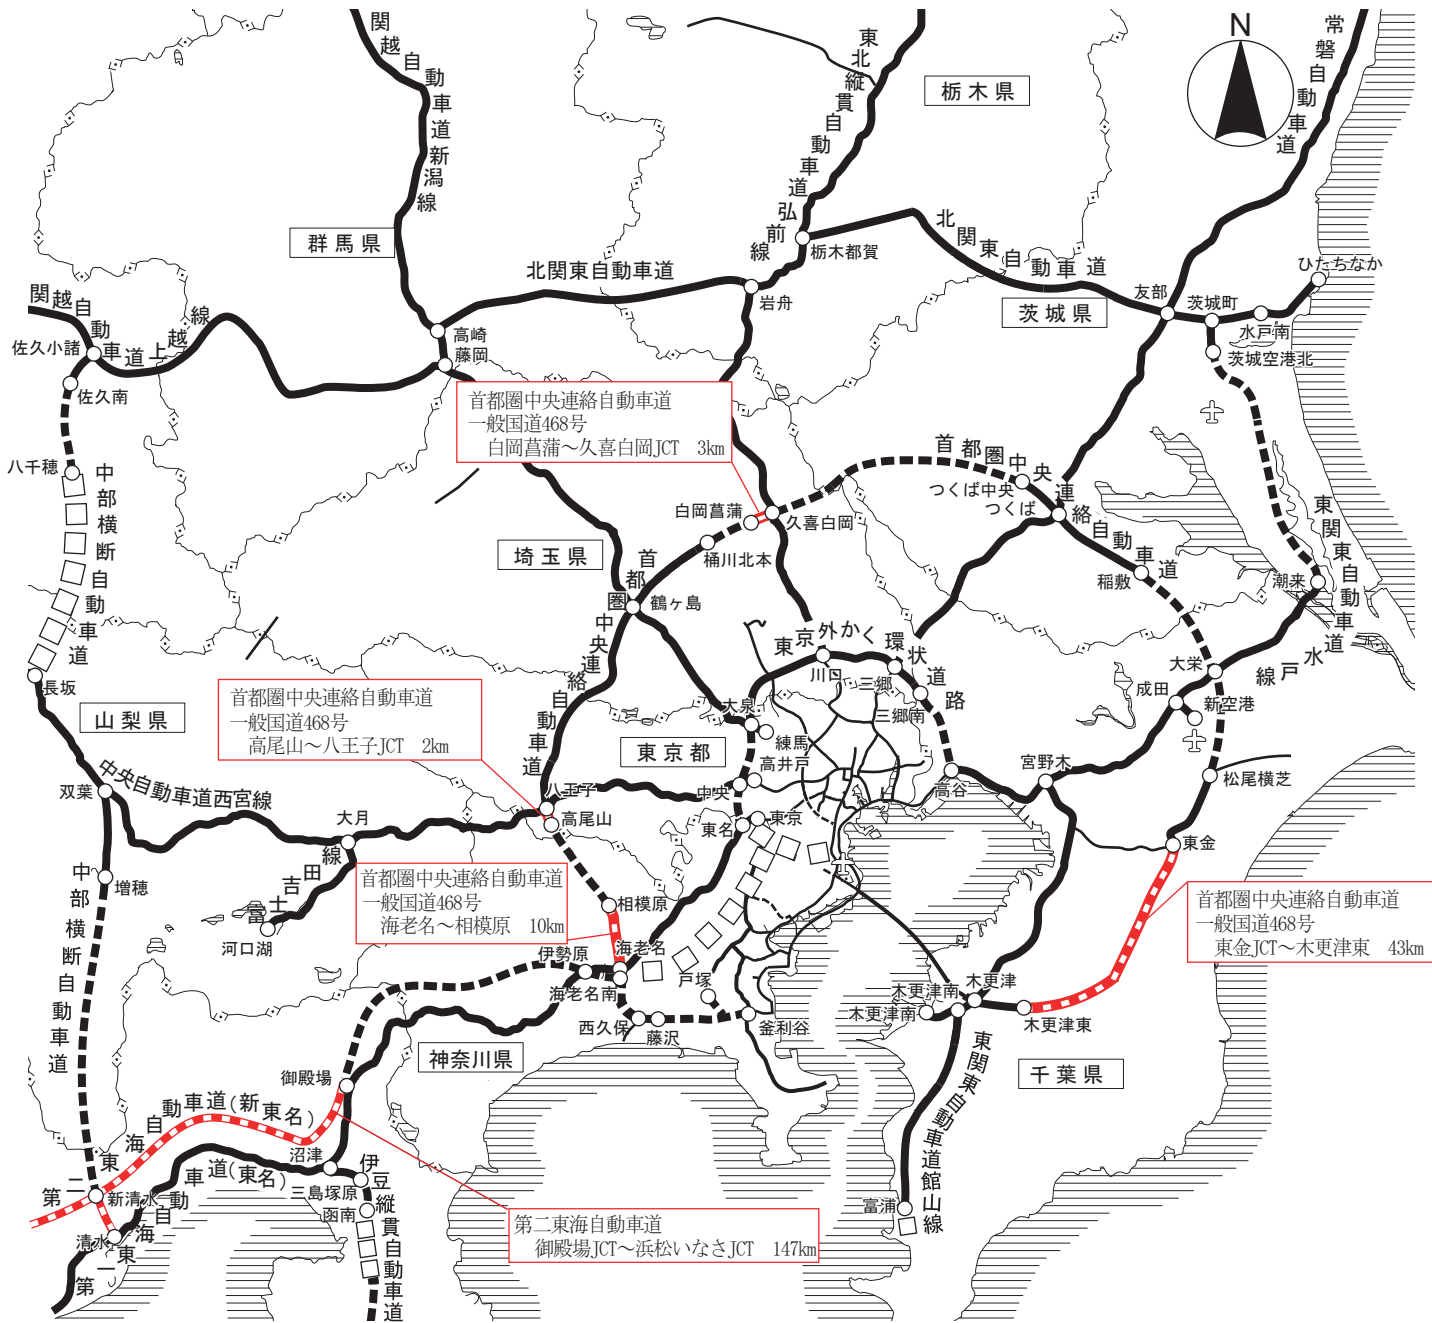 N
関越自動車道新潟線
東北縦貫自動車道弘前線
常磐自動車道
栃木県
群馬県
北関東自動車道
栃木都賀
岩舟
北関東自動車道
茨城県
ひたちなか
友部
茨城町
水戸南
茨城空港北
関越自動車道上越線
佐久小諸
佐久南
高崎
藤岡
首都圏中央連絡自動車道
一般国道468号
白岡菖蒲～久喜白岡JCT 3km
八千穂
中部横断自動車道
首都圏中央連絡自動車道
つくば中央
つくば
白岡菖蒲
久喜白岡
桶川北本
埼玉県
首都圏中央連絡自動車道
鶴ヶ島
稲敷
潮来
東関東自動車道水戸線
東京外かく環状道路
川口
三郷
三郷南
大栄
成田
新空港
長坂
山梨県
首都圏中央連絡自動車道
一般国道468号
高尾山～八王子JCT 2km
大泉
練馬
東京都
高井戸
中央
高谷
宮野木
松尾横芝
双葉
中央自動車道西宮線
大月
八王子
高尾山
東名
東京
東金
富士吉田線
河口湖
増穂
中部横断自動車道
首都圏中央連絡自動車道
一般国道468号
海老名～相模原 10km
相模原
首都圏中央連絡自動車道
一般国道468号
東金JCT～木更津東 43km
伊勢原
海老名
海老名南
戸塚
西久保
藤沢
釜利谷
木更津南
木更津
木更津南
木更津東
神奈川県
千葉県
御殿場
東関東自動車道館山線
富浦
第二東海自動車道(新東名)
新清水
清水
第一東海自動車道(東名)
沼津
三島塚原
函南
伊豆縦貫自動車道
第二東海自動車道
御殿場JCT～浜松いなさJCT 147km